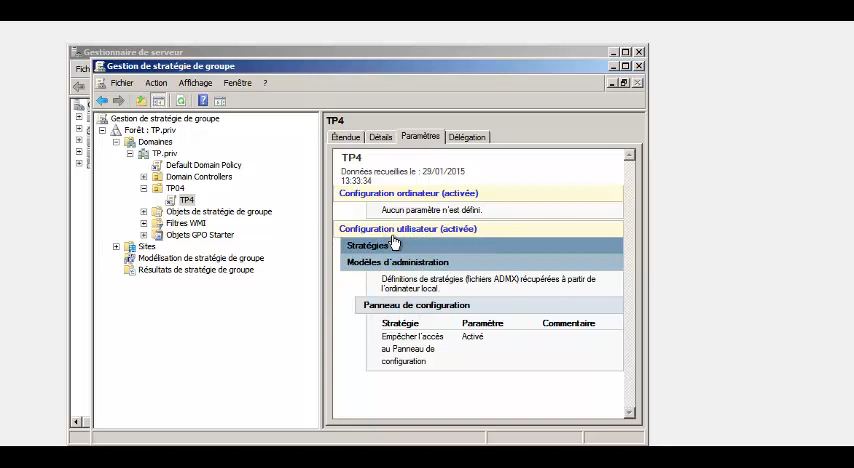 Gestionnaire de serveur
Gestion de stratégie de groupe
Fich
Fichier Action Affichage Fenêtre ?
Gestion de stratégie de groupe
Forêt : TP.priv
Domaines
TP.priv
Default Domain Policy
Domain Controllers
TP04
TP4
Objets de stratégie de groupe
Filtres WMI
Objets GPO Starter
Sites
Modélisation de stratégie de groupe
Résultats de stratégie de groupe
TP4
Étendue Détails Paramètres Délégation
TP4
Données recueillies le : 29/01/2015
13:33:34
Configuration ordinateur (activée)
Aucun paramètre n'est défini.
Configuration utilisateur (activée)
Stratégies
Modèles d'administration
Définitions de stratégies (fichiers ADMX) récupérées à partir de
l'ordinateur local.
Panneau de configuration
Stratégie Paramètre Commentaire
Empêcher l'accès Activé
au Panneau de
configuration